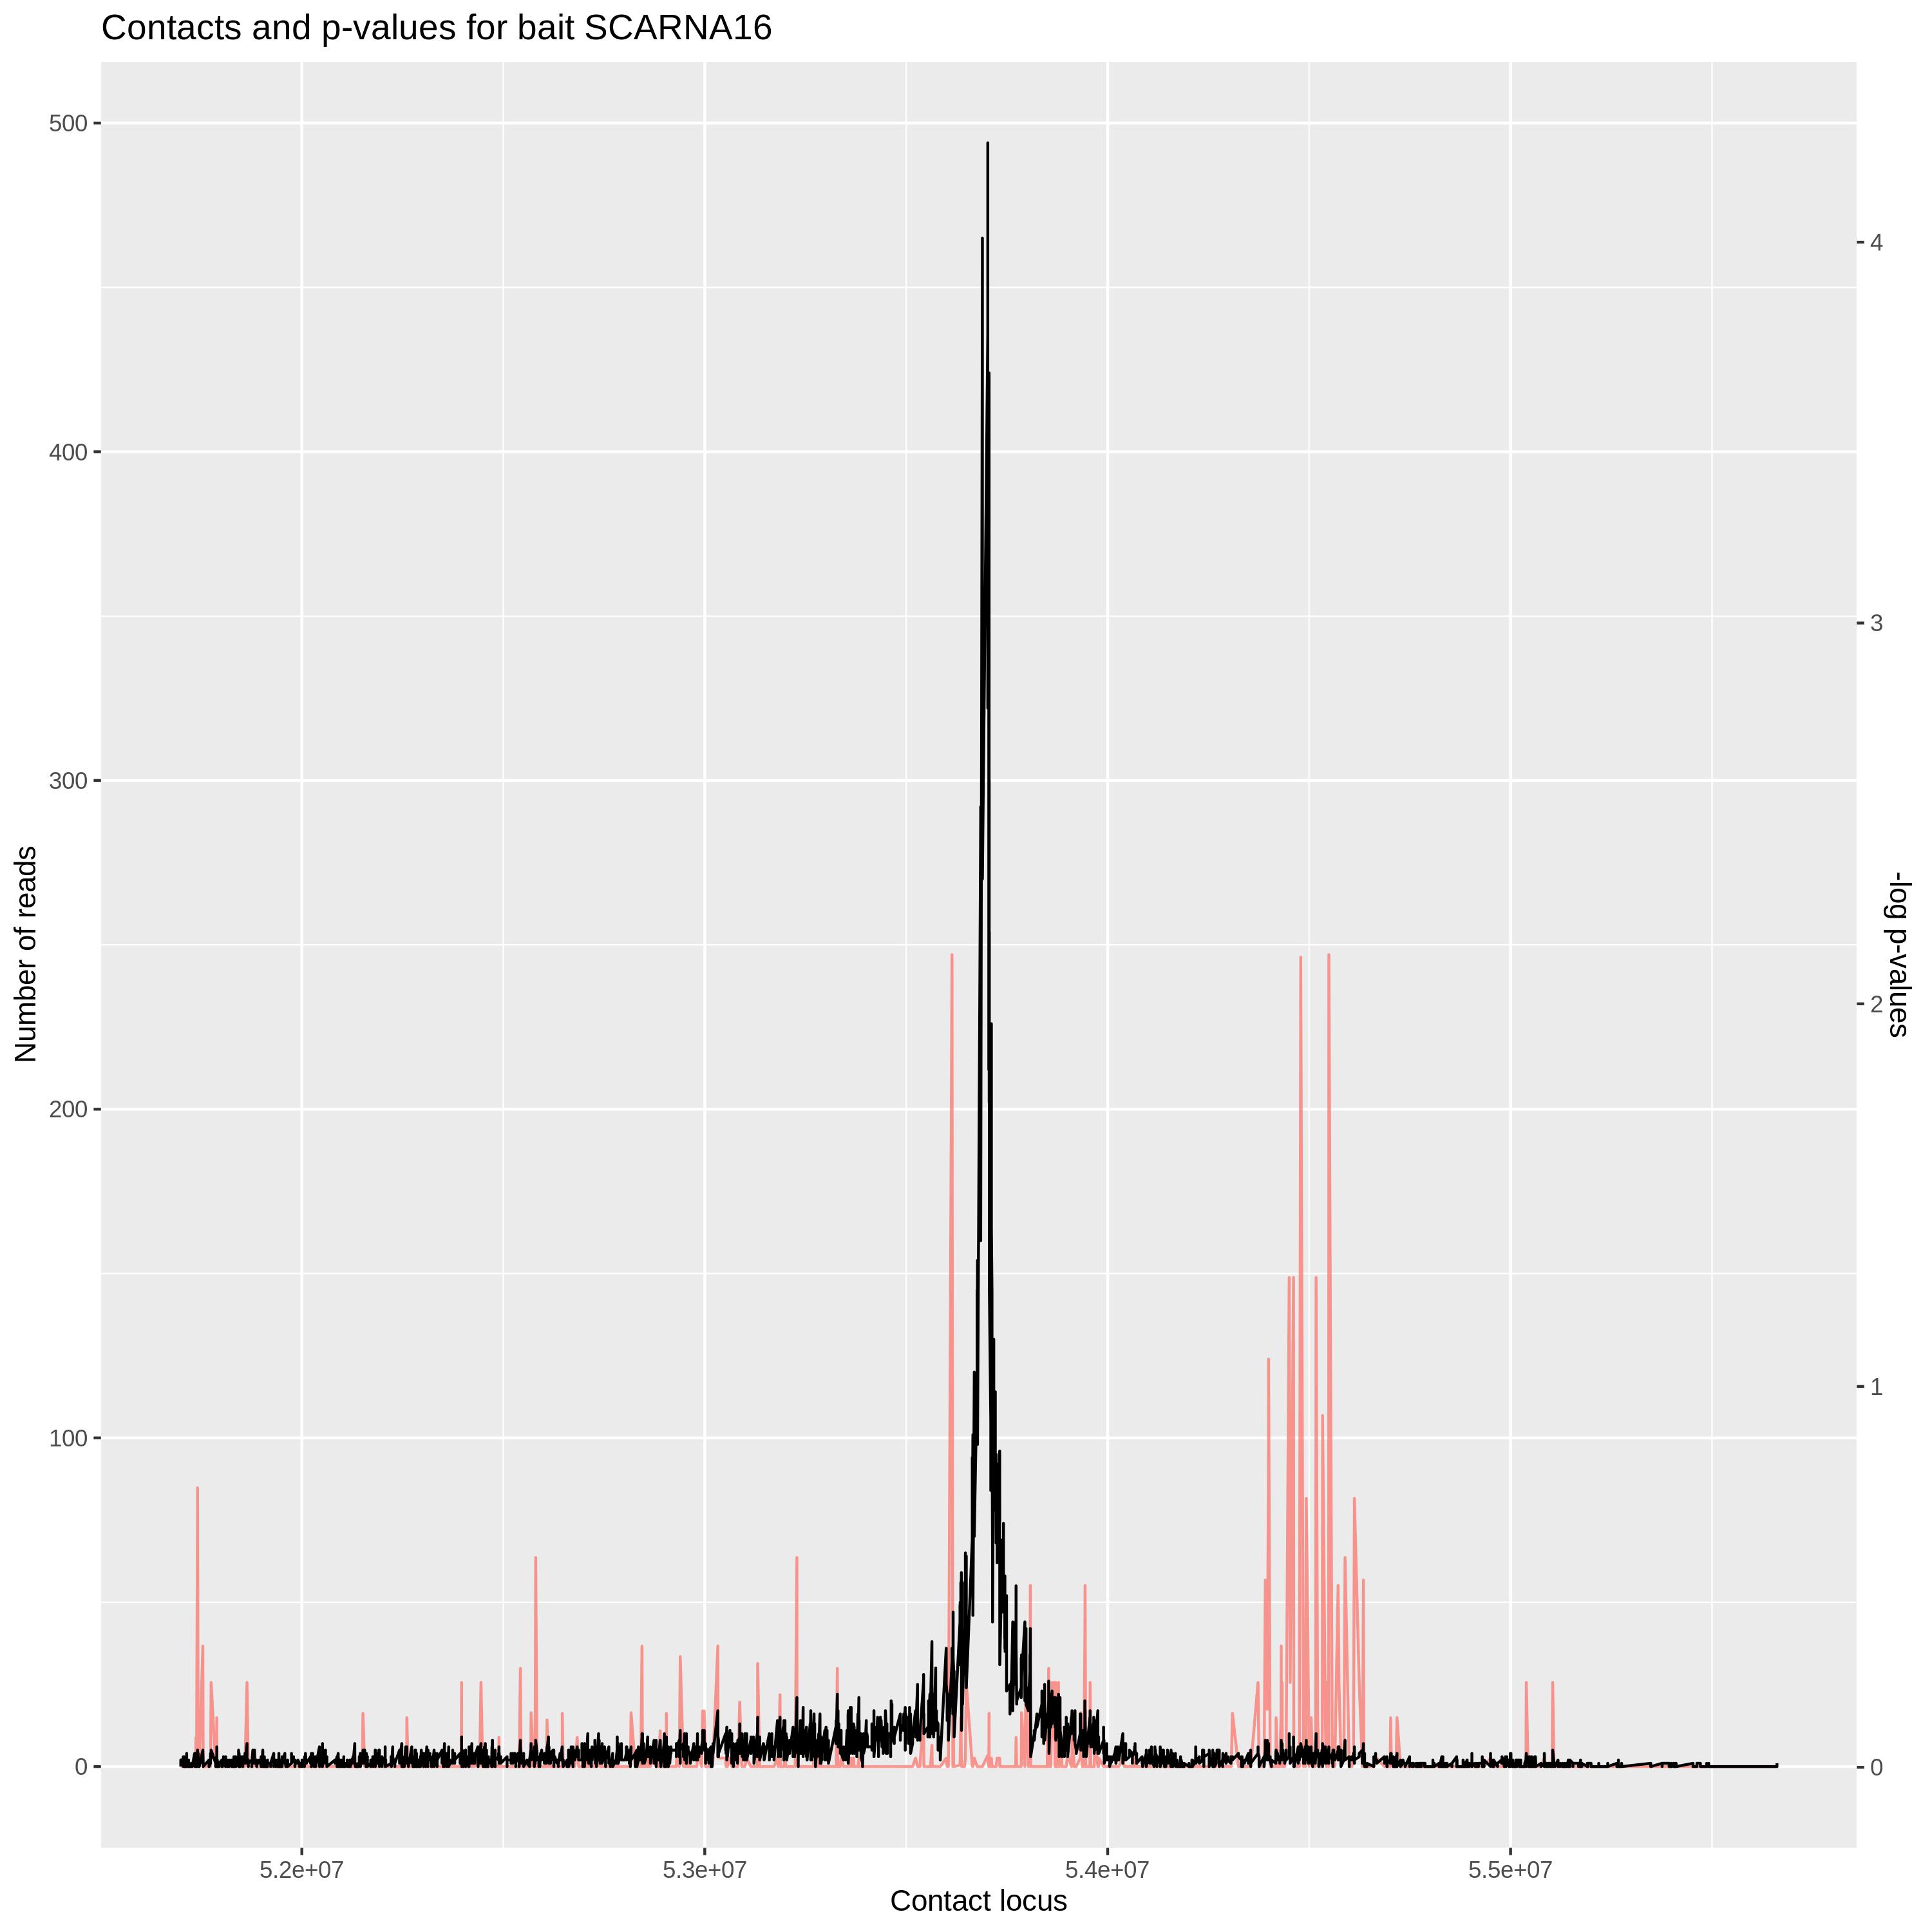 Contacts and p-values for bait SCARNA16
500
400
300
200
100
0
Number of reads
4
3
2
1
0
-log p-values
5.2e+07
5.3e+07
5.4e+07
5.5e+07
Contact locus